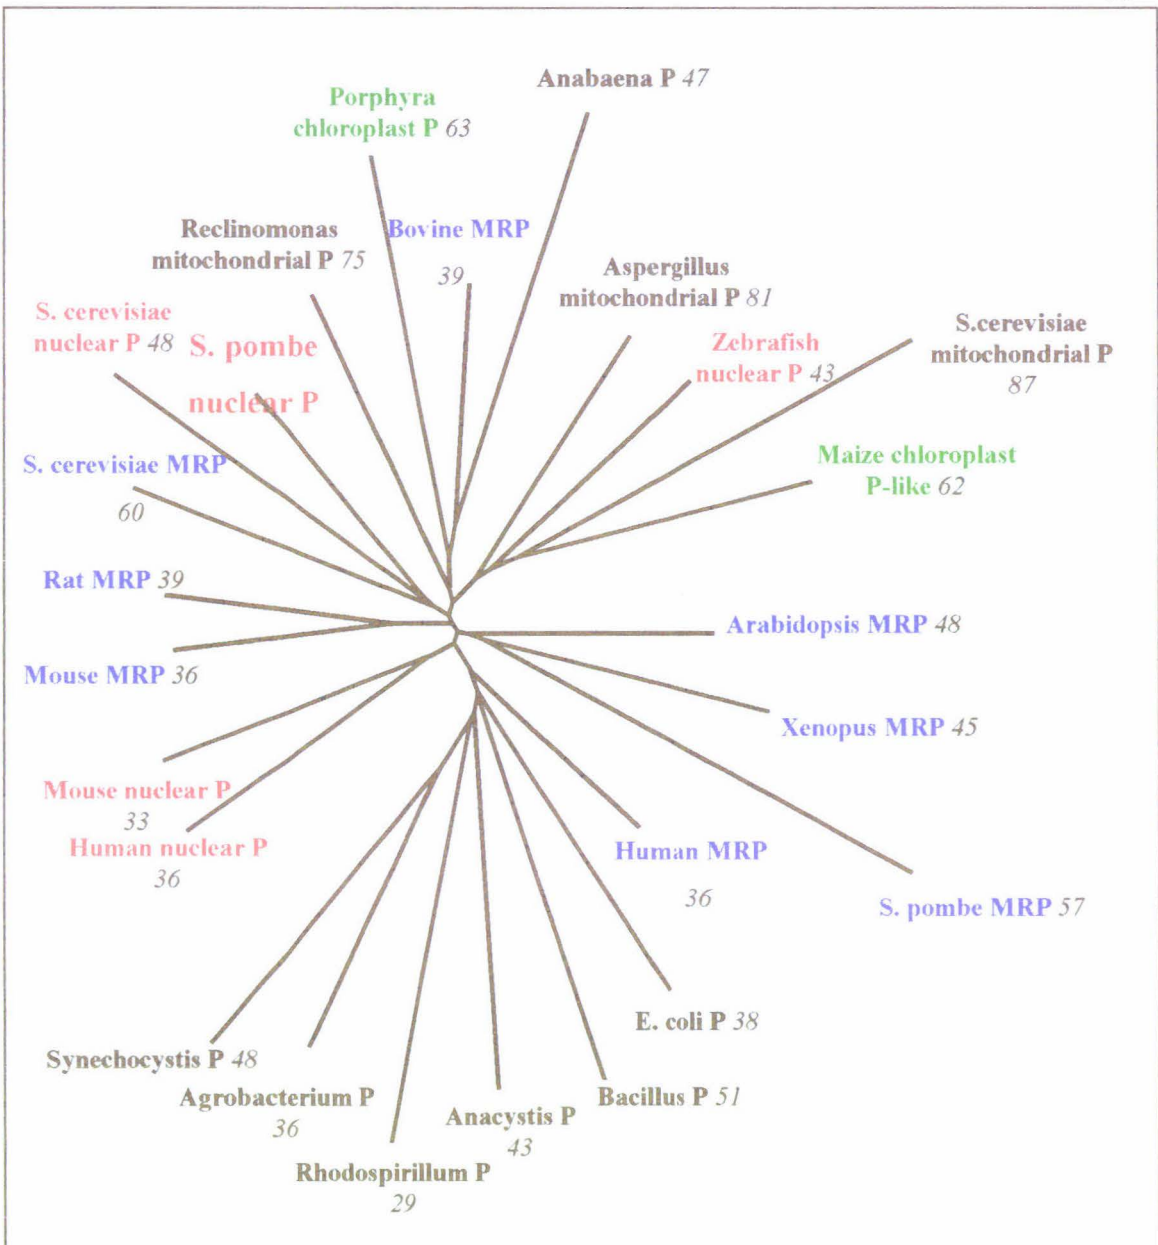 Anabaena P 47
Porphyra
chloroplast P 63
Reclinomonas
mitochondrial P 75
Bovine MRP
39
Aspergillus
mitochondrial P 81
S. cerevisiae
nuclear P 48
S. pombe
nuclear P
Zebrafish
nuclear P 43
S.cerevisiae
mitochondrial P
87
S. cerevisiae MRP
60
Maize chloroplast
P-like 62
Rat MRP 39
Mouse MRP 36
Arabidopsis MRP 48
Xenopus MRP 45
Mouse nuclear P
33
Human nuclear P
36
Human MRP
36
S. pombe MRP 57
E. coli P 38
Synechocystis P 48
Agrobacterium P
36
Bacillus P 51
Anacystis P
43
Rhodospirillum P
29